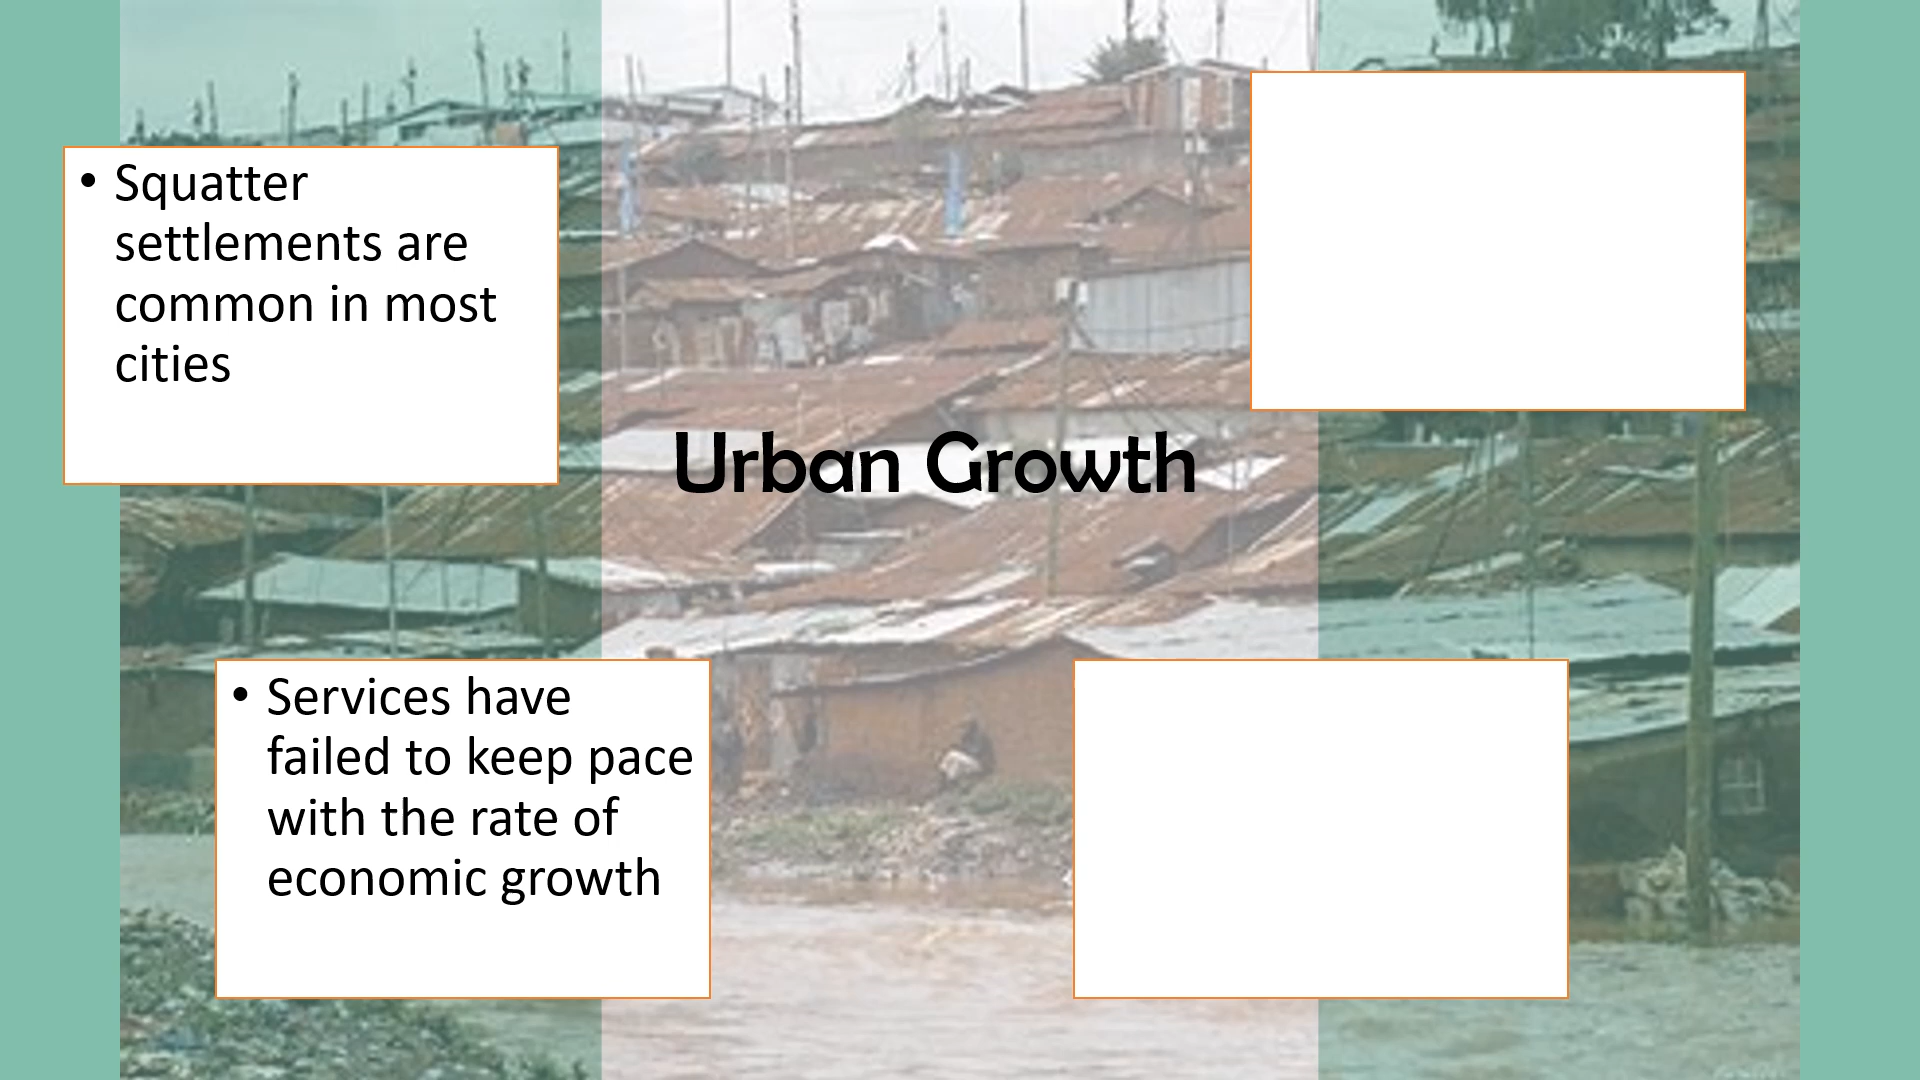 • Squatter
settlements are
common in most
cities
Urban Growth
• Services have
failed to keep pace
with the rate of
economic growth